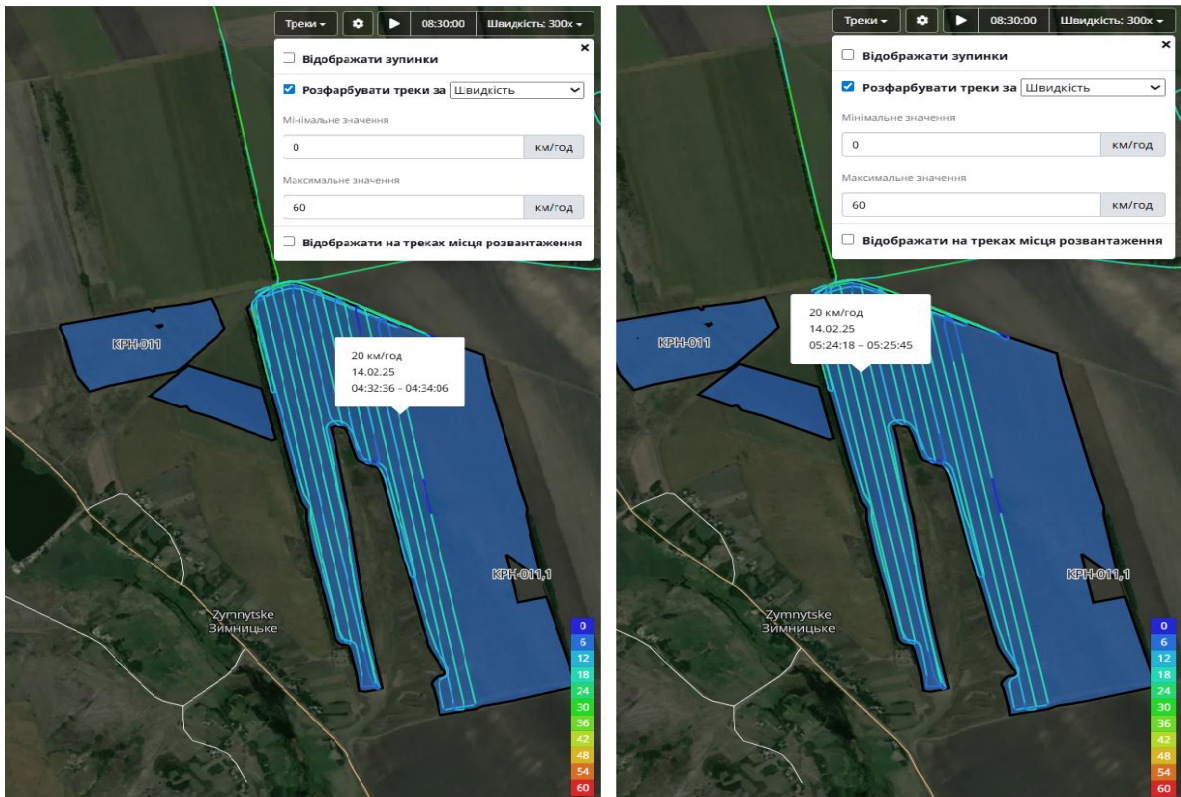 Треки
08:30:00
Швидкість: 300x
×
Відображати зупинки
Розфарбувати треки за Швидкість
Мінімальне значення
0 км/год
Максимальне значення
60 км/год
Відображати на треках місця розвантаження
КРН-011
20 км/год
14.02.25
04:32:36 – 04:34:06
КРН-011,1
Zymnytske
Зимницьке
0
6
12
18
24
30
36
42
48
54
60
Треки
08:30:00
Швидкість: 300x
×
Відображати зупинки
Розфарбувати треки за Швидкість
Мінімальне значення
0 км/год
Максимальне значення
60 км/год
Відображати на треках місця розвантаження
20 км/год
14.02.25
05:24:18 – 05:25:45
КРН-011
КРН-011,1
Zymnytske
Зимницьке
0
6
12
18
24
30
36
42
48
54
60